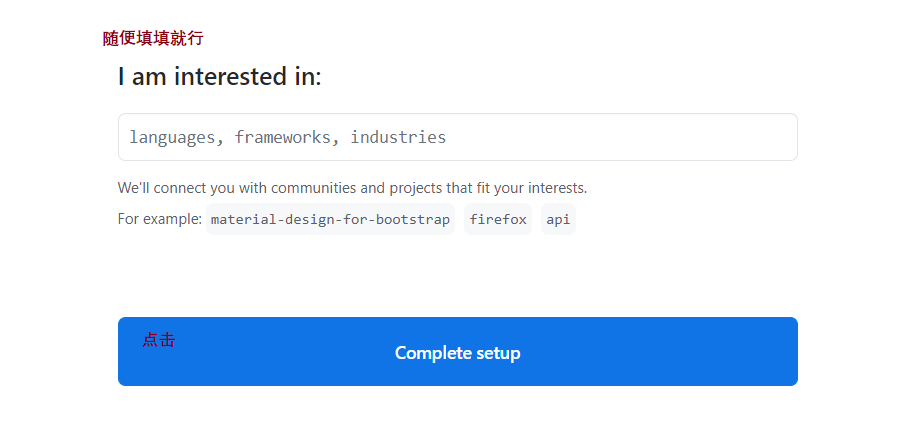 随便填填就行
I am interested in:
languages, frameworks, industries
We'll connect you with communities and projects that fit your interests.
For example: material-design-for-bootstrap firefox api
点击
Complete setup